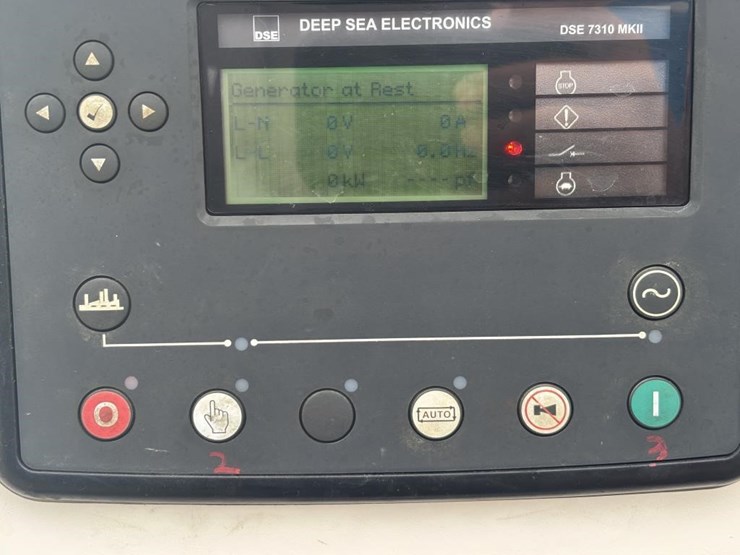 DSE
DEEP SEA ELECTRONICS
DSE 7310 MKII
Generator at Rest
L-N 0V 0A
L-L 0V 0.0Hz
0kW ----pf
STOP
AUTO
2
3